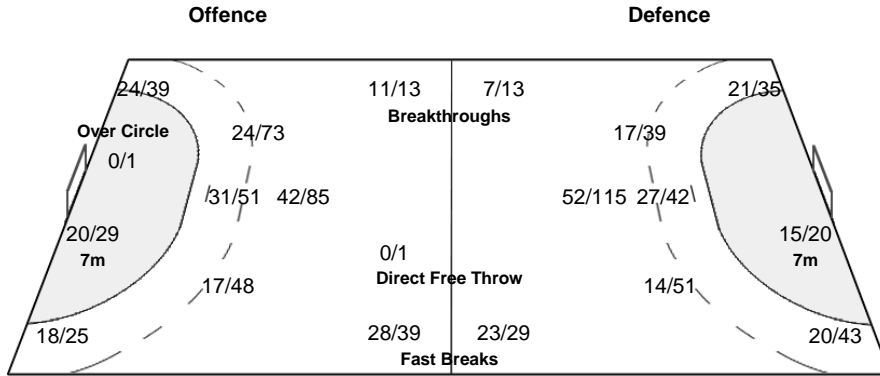 Offence Defence
24/39 11/13 7/13 21/35
Breakthroughs
Over Circle 24/73 17/39
0/1
31/51 42/85 52/115 27/42
20/29 15/20
0/1
7m 7m
Direct Free Throw
17/48 14/51
18/25 28/39 23/29 20/43
Fast Breaks